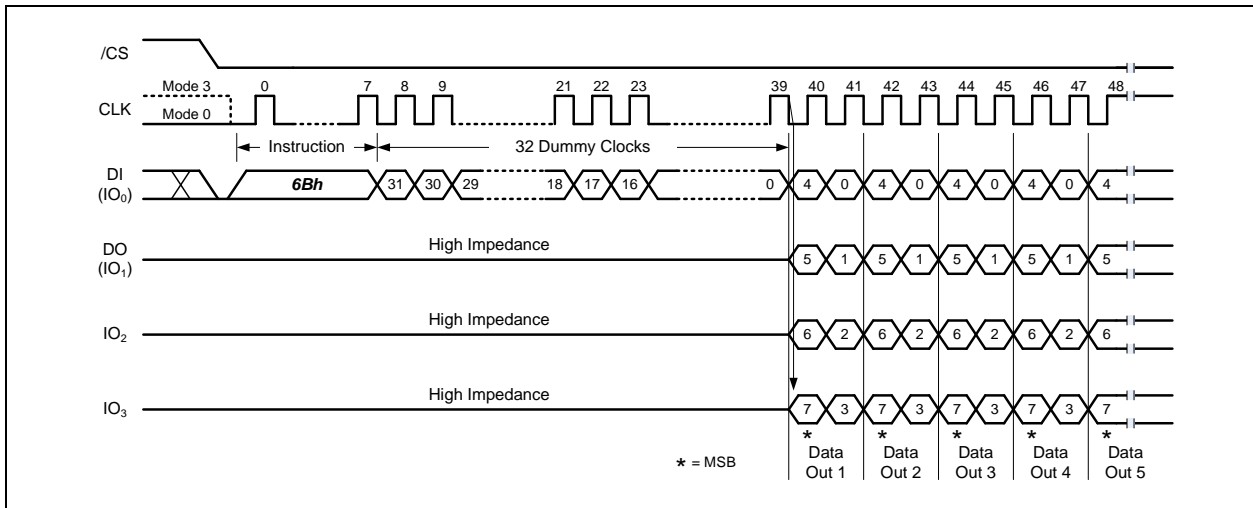 /CS
Mode 3
0 7 8 9 21 22 23 39 40 41 42 43 44 45 46 47 48
CLK
Mode 0
Instruction 32 Dummy Clocks
DI
(IO0)
6Bh 31 30 29 18 17 16 0 4 0 4 0 4 0 4 0 4
DO
(IO1)
High Impedance
5 1 5 1 5 1 5 1 5
IO2
High Impedance
6 2 6 2 6 2 6 2 6
IO3
High Impedance
7 3 7 3 7 3 7 3 7
* * * * *
* = MSB
Data Out 1
Data Out 2
Data Out 3
Data Out 4
Data Out 5